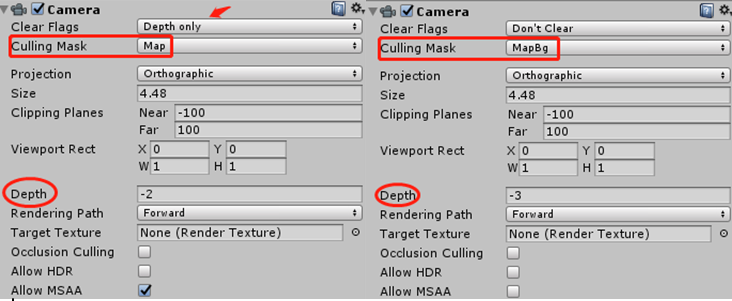 Camera
Clear Flags Depth only
Culling Mask Map
Projection Orthographic
Size 4.48
Clipping Planes Near -100
Far 100
Viewport Rect X 0 Y 0
W 1 H 1
Depth -2
Rendering Path Forward
Target Texture None (Render Texture)
Occlusion Culling
Allow HDR
Allow MSAA
Camera
Clear Flags Don't Clear
Culling Mask MapBg
Projection Orthographic
Size 4.48
Clipping Planes Near -100
Far 100
Viewport Rect X 0 Y 0
W 1 H 1
Depth -3
Rendering Path Forward
Target Texture None (Render Texture)
Occlusion Culling
Allow HDR
Allow MSAA